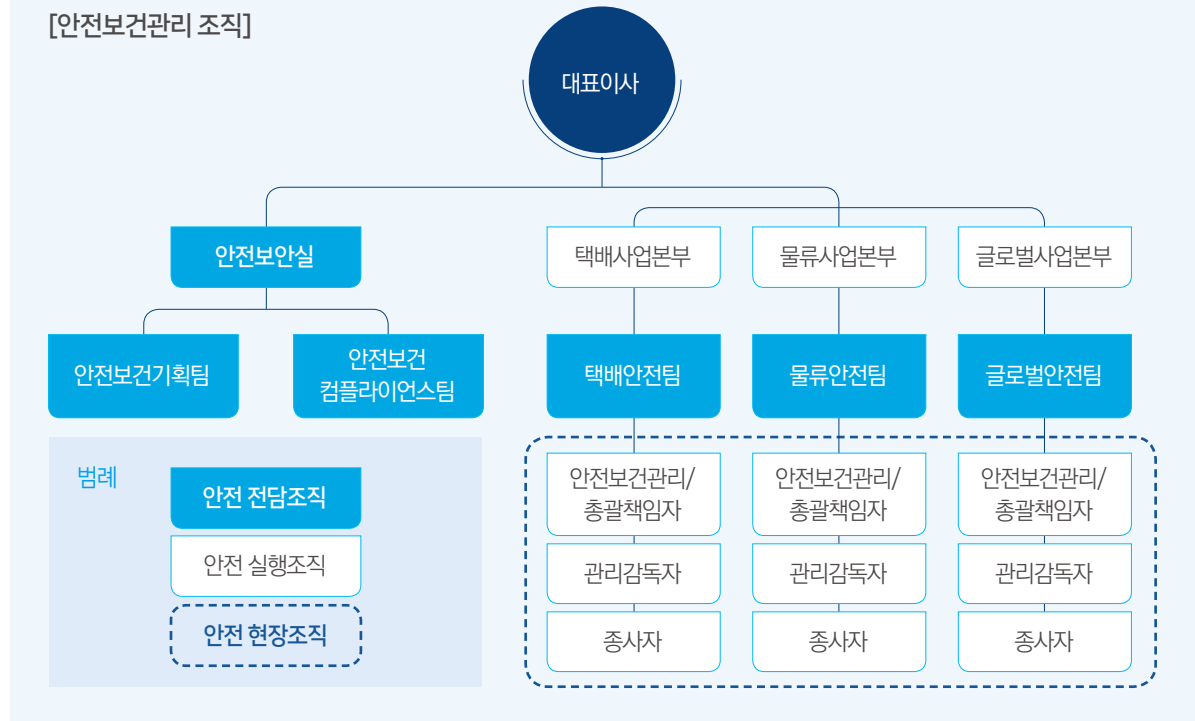 [안전보건관리 조직]
대표이사
안전보안실
택배사업본부
물류사업본부
글로벌사업본부
안전보건기획팀
안전보건
컴플라이언스팀
택배안전팀
물류안전팀
글로벌안전팀
범례
안전 전담조직
안전 실행조직
안전 현장조직
안전보건관리/
총괄책임자
안전보건관리/
총괄책임자
안전보건관리/
총괄책임자
관리감독자
관리감독자
관리감독자
종사자
종사자
종사자